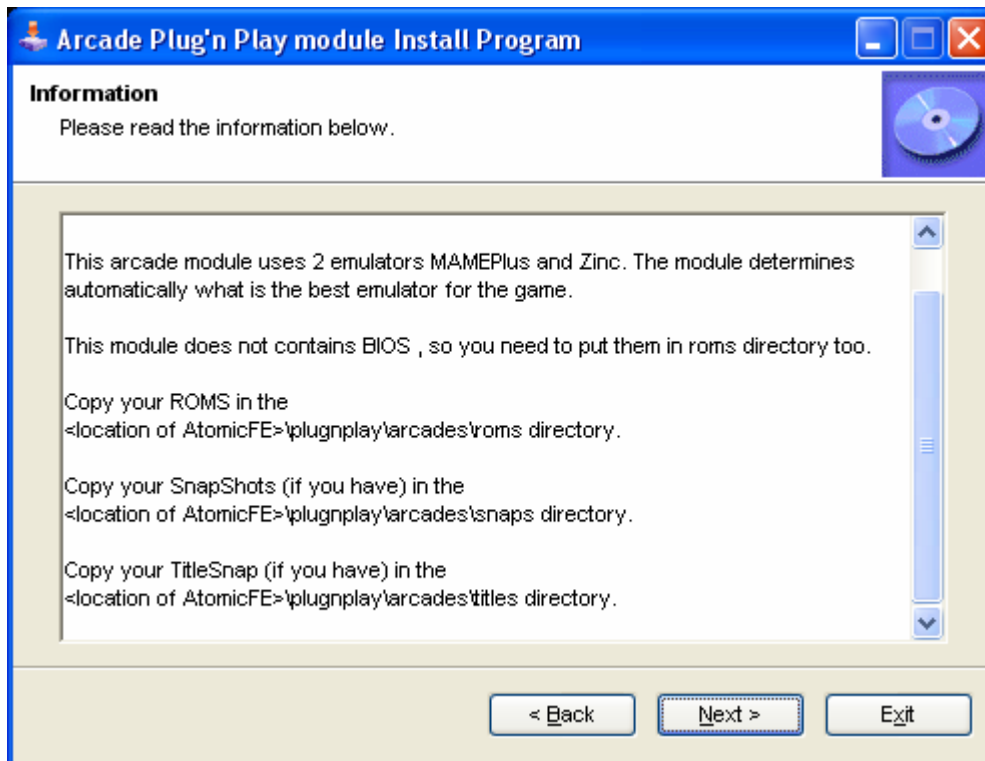 Arcade Plug'n Play module Install Program
Information
Please read the information below.
This arcade module uses 2 emulators MAMEPlus and Zinc. The module determines
automatically what is the best emulator for the game.
This module does not contains BIOS , so you need to put them in roms directory too.
Copy your ROMS in the
<location of AtomicFE>\plugnplay\arcades\roms directory.
Copy your SnapShots (if you have) in the
<location of AtomicFE>\plugnplay\arcades\snaps directory.
Copy your TitleSnap (if you have) in the
<location of AtomicFE>\plugnplay\arcades\titles directory.
< Back
Next >
Exit